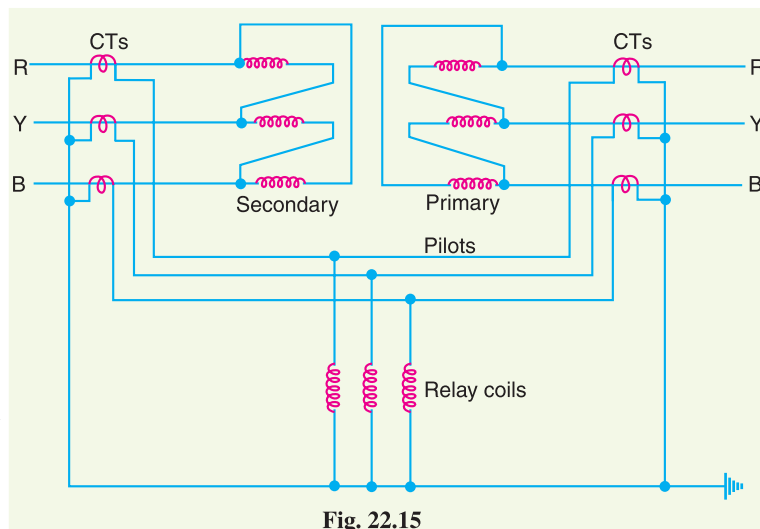 CTs
CTs
R
R
Y
Y
B
B
Secondary
Primary
Pilots
Relay coils
Fig. 22.15